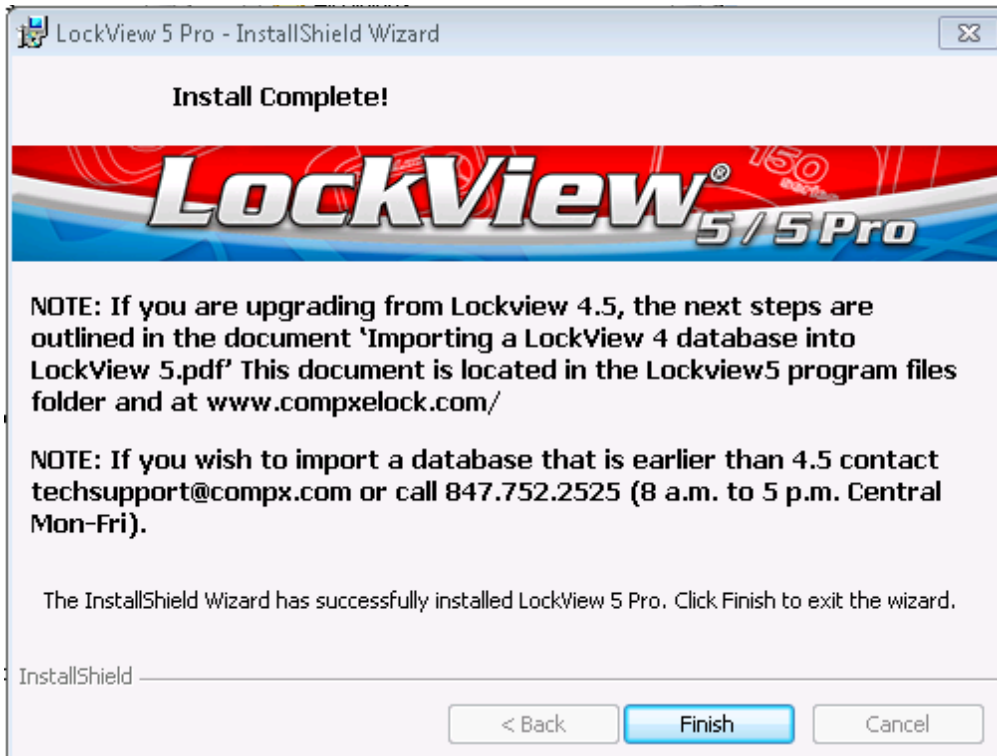 LockView 5 Pro - InstallShield Wizard
Install Complete!
150
series
LockView®
5 / 5 Pro
NOTE: If you are upgrading from Lockview 4.5, the next steps are
outlined in the document ‘Importing a LockView 4 database into
LockView 5.pdf’ This document is located in the Lockview5 program files
folder and at www.compxelock.com/
NOTE: If you wish to import a database that is earlier than 4.5 contact
techsupport@compx.com or call 847.752.2525 (8 a.m. to 5 p.m. Central
Mon-Fri).
The InstallShield Wizard has successfully installed LockView 5 Pro. Click Finish to exit the wizard.
InstallShield
< Back
Finish
Cancel